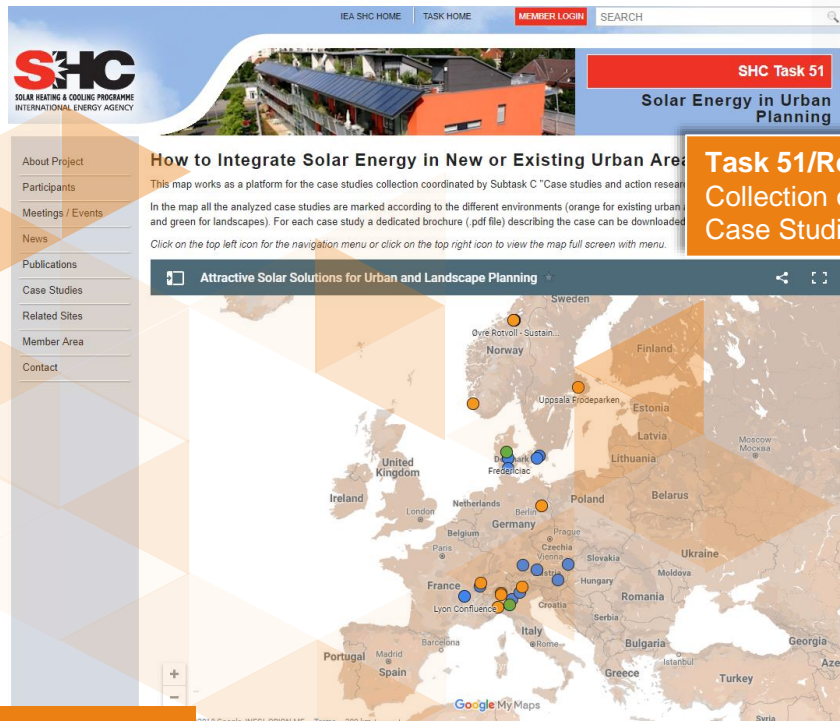 IEA SHC HOME
TASK HOME
MEMBER LOGIN
SEARCH
SHC
SOLAR HEATING & COOLING PROGRAMME
INTERNATIONAL ENERGY AGENCY
SHC Task 51
Solar Energy in Urban
Planning
About Project
Participants
Meetings / Events
News
Publications
Case Studies
Related Sites
Member Area
Contact
How to Integrate Solar Energy in New or Existing Urban
This map works as a platform for the case studies collection coordinated by Subtask C "Case studies and action
In the map all the analyzed case studies are marked according to the different environments (orange for existing urban
and green for landscapes). For each case study a dedicated brochure (.pdf file) describing the case can be downloaded
Click on the top left icon for the navigation menu or click on the top right icon to view the map full screen with menu.
Task 51/
Collection
Case
Attractive Solar Solutions for Urban and Landscape Planning
Sweden
Øvre Rotvoll - Sustain...
Norway
Finland
Uppsala Frodeparken
Estonia
Latvia
Moscow
Москва
Lithuania
Fredericiac
United
Kingdom
Ireland
London
Netherlands
Berlin
Poland
Belarus
Germany
Belgium
Prague
Czechia
Paris
Vienna
Slovakia
Ukraine
Moldova
France
Hungary
Romania
Lyon Confluence
Croatia
Serbia
Italy
Rome
Bulgaria
Georgia
Barcelona
Portugal
Madrid
Spain
Istanbul
Greece
Turkey
Google My Maps
Syria